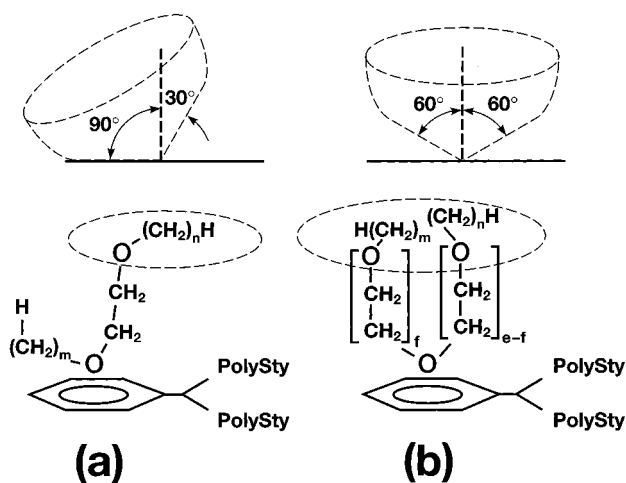 90° 30°
60° 60°
O (CH2)nH
CH2
CH2
H
(CH2)m O
PolySty
PolySty
(a)
H(CH2)m (CH2)nH
O O
CH2 CH2
CH2 CH2
f e-f
O
PolySty
PolySty
(b)